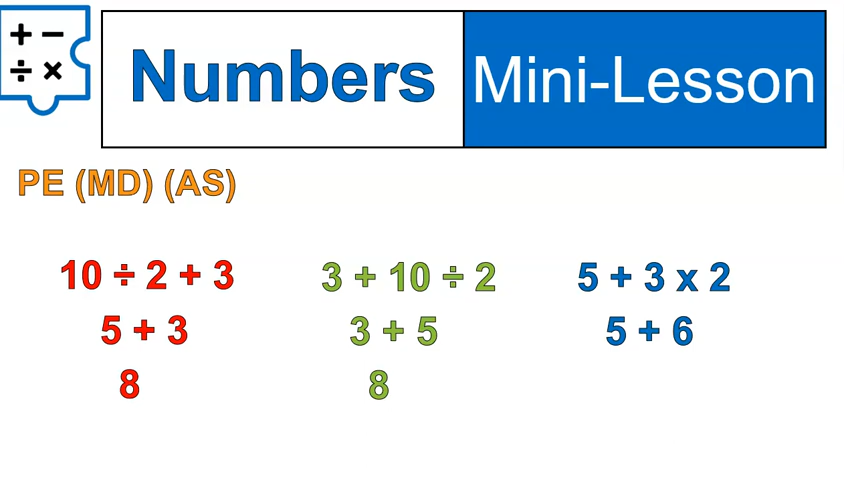 + −
÷ ×
Numbers
Mini-Lesson
PE (MD) (AS)
10 ÷ 2 + 3
5 + 3
8
3 + 10 ÷ 2
3 + 5
8
5 + 3 x 2
5 + 6